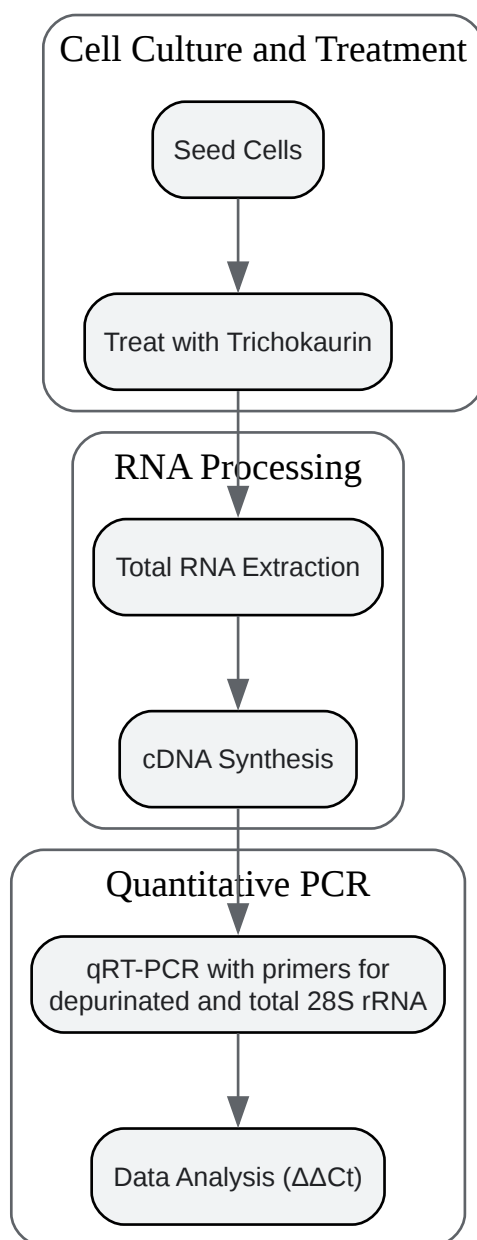 Cell Culture and Treatment
Seed Cells
Treat with Trichokaurin
RNA Processing
Total RNA Extraction
cDNA Synthesis
Quantitative PCR
qRT-PCR with primers for
depurinated and total 28S rRNA
Data Analysis (ΔΔCt)